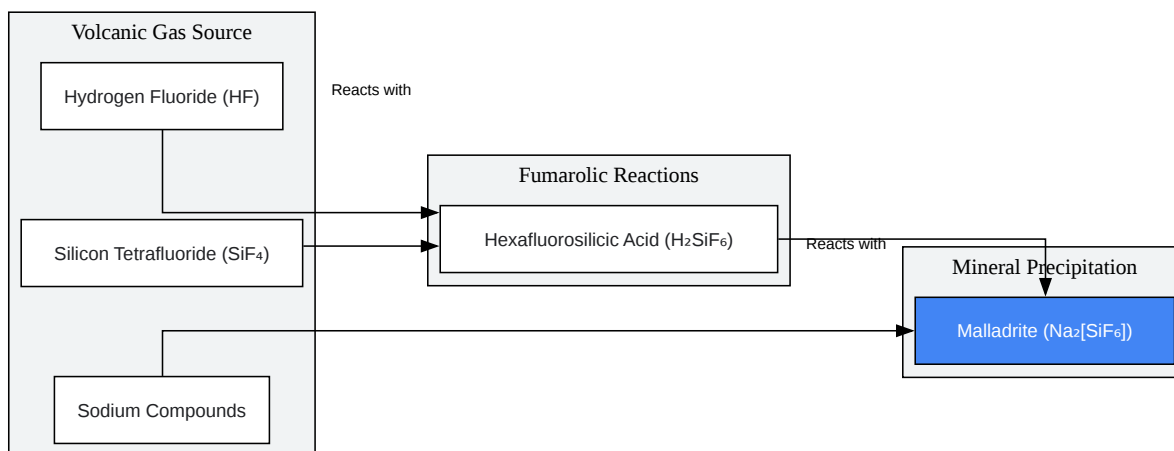 Volcanic Gas Source
Hydrogen Fluoride (HF)
Reacts with
Silicon Tetrafluoride (SiF₄)
Sodium Compounds
Fumarolic Reactions
Hexafluorosilicic Acid (H₂SiF₆)
Reacts with
Mineral Precipitation
Malladrite (Na₂[SiF₆])